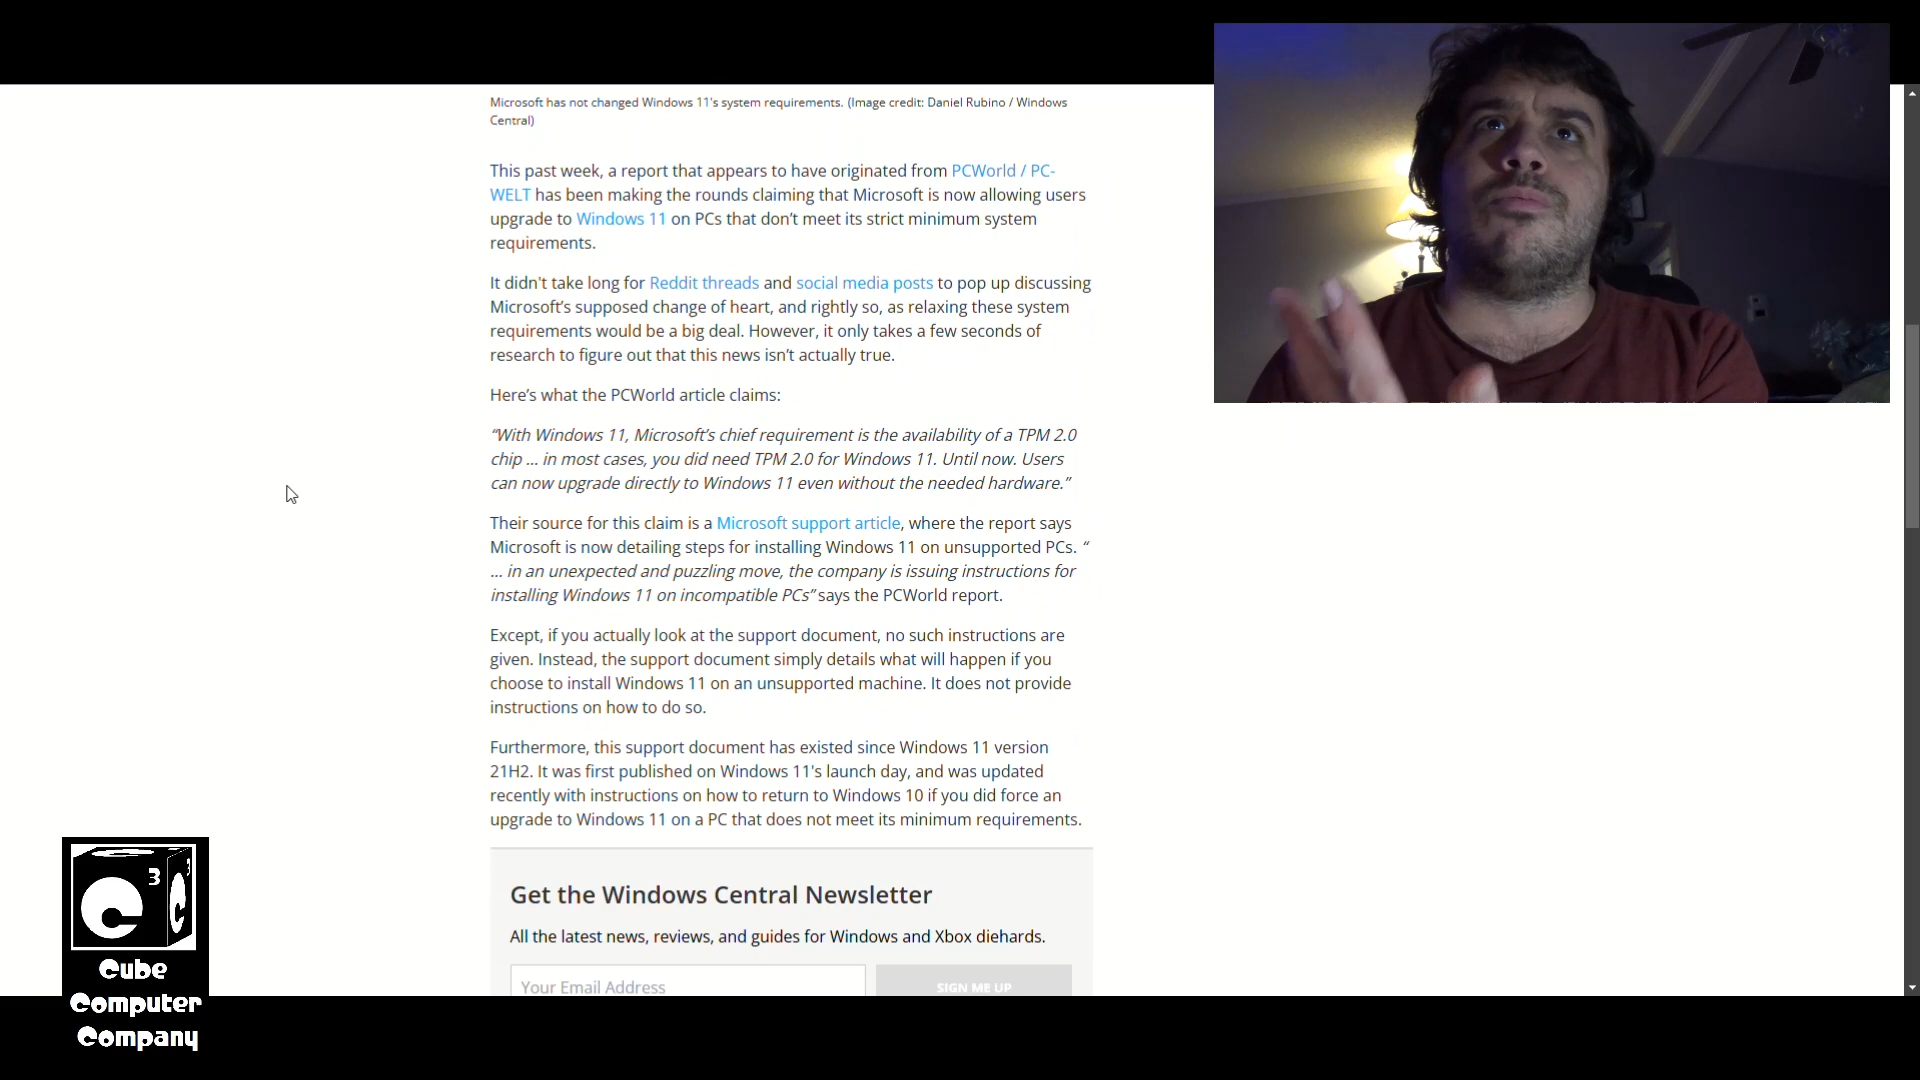 Microsoft has not changed Windows 11's system requirements. (Image credit: Daniel Rubino / Windows
Central)
This past week, a report that appears to have originated from PCWorld / PC-
WELT has been making the rounds claiming that Microsoft is now allowing users
upgrade to Windows 11 on PCs that don’t meet its strict minimum system
requirements.
It didn't take long for Reddit threads and social media posts to pop up discussing
Microsoft’s supposed change of heart, and rightly so, as relaxing these system
requirements would be a big deal. However, it only takes a few seconds of
research to figure out that this news isn’t actually true.
Here’s what the PCWorld article claims:
“With Windows 11, Microsoft’s chief requirement is the availability of a TPM 2.0
chip ... in most cases, you did need TPM 2.0 for Windows 11. Until now. Users
can now upgrade directly to Windows 11 even without the needed hardware.”
Their source for this claim is a Microsoft support article, where the report says
Microsoft is now detailing steps for installing Windows 11 on unsupported PCs. “
... in an unexpected and puzzling move, the company is issuing instructions for
installing Windows 11 on incompatible PCs” says the PCWorld report.
Except, if you actually look at the support document, no such instructions are
given. Instead, the support document simply details what will happen if you
choose to install Windows 11 on an unsupported machine. It does not provide
instructions on how to do so.
Furthermore, this support document has existed since Windows 11 version
21H2. It was first published on Windows 11's launch day, and was updated
recently with instructions on how to return to Windows 10 if you did force an
upgrade to Windows 11 on a PC that does not meet its minimum requirements.
Get the Windows Central Newsletter
All the latest news, reviews, and guides for Windows and Xbox diehards.
Your Email Address
SIGN ME UP
C 3 C 3
Cube
Computer
Company